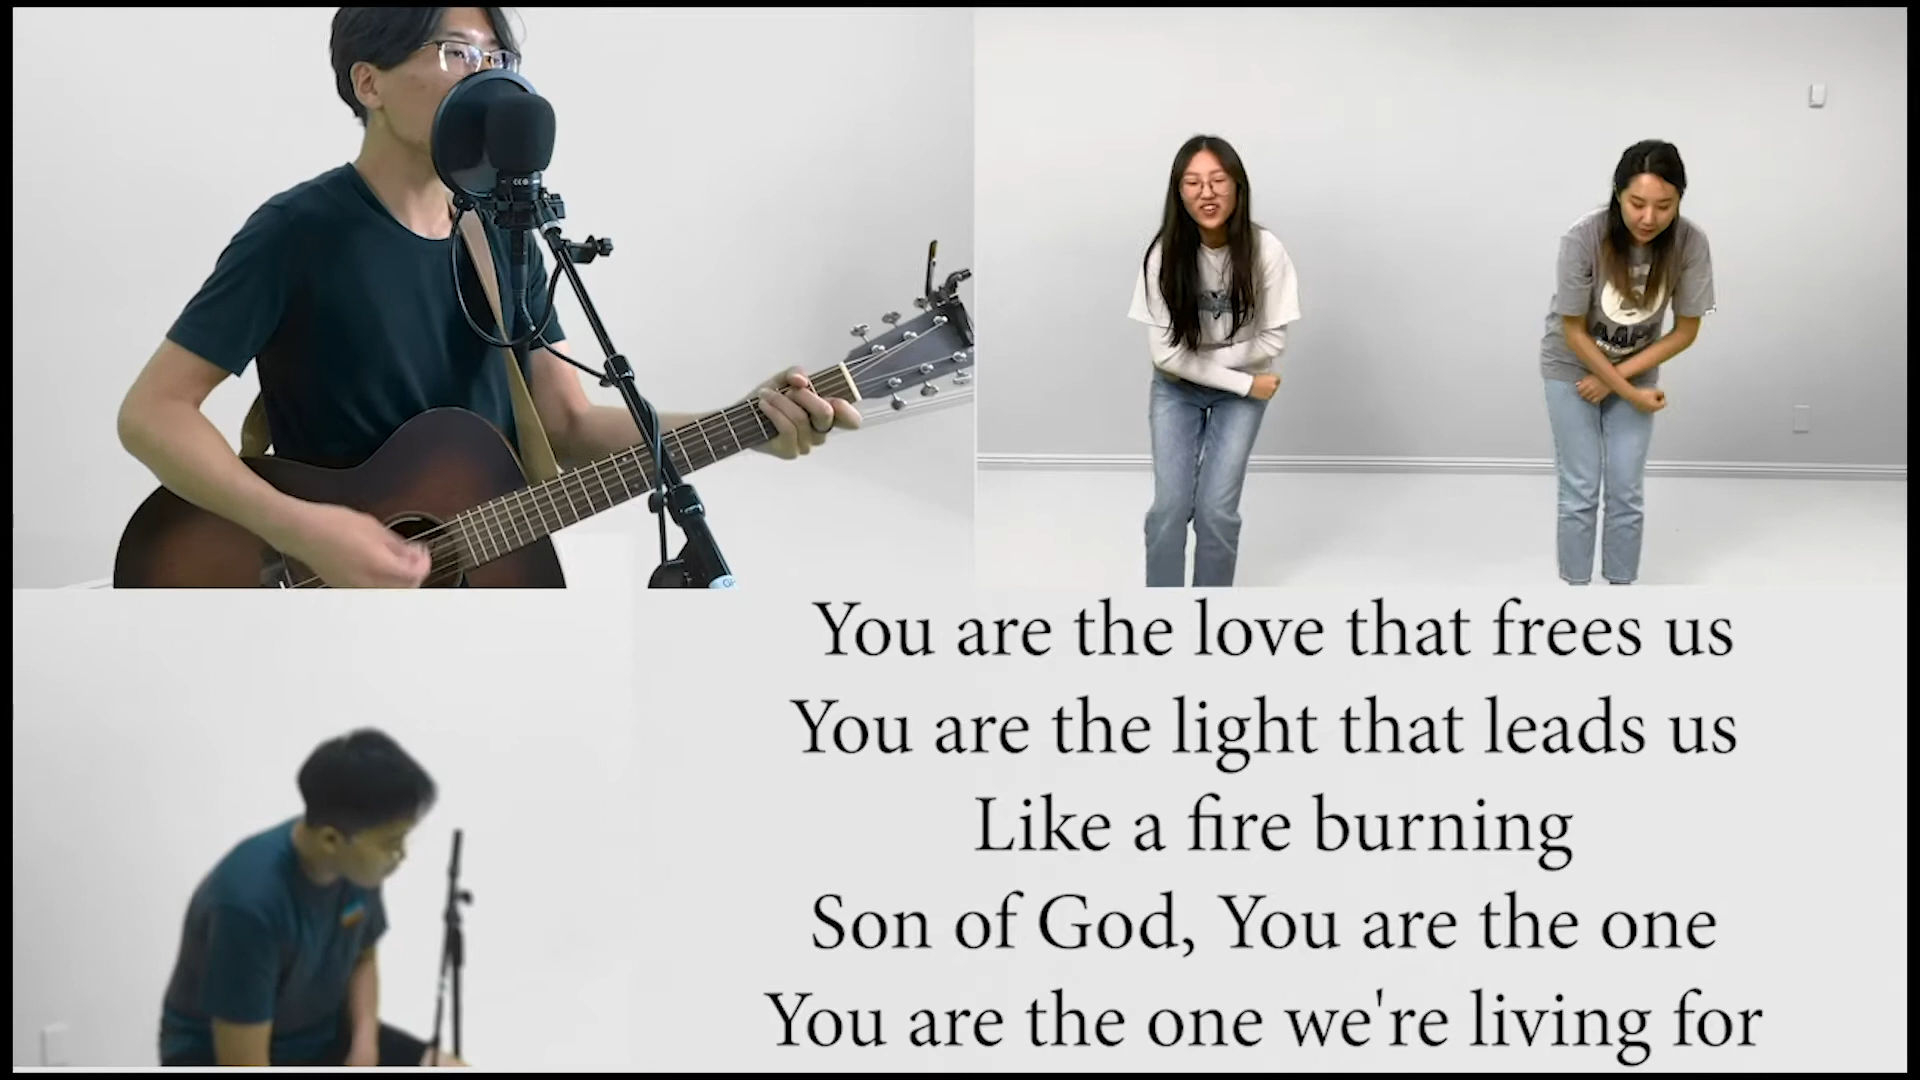 You are the love that frees us
You are the light that leads us
Like a fire burning
Son of God, You are the one
You are the one we're living for